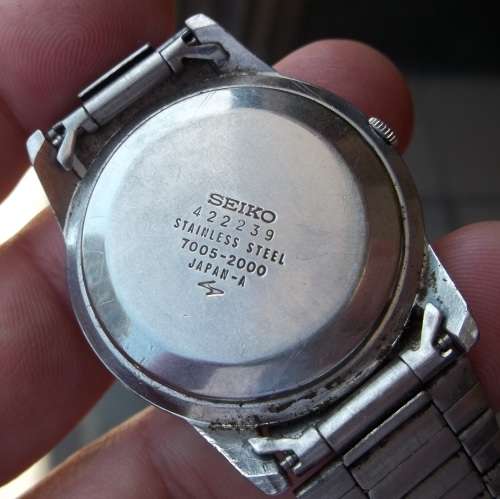 SEIKO
422239
STAINLESS STEEL
7005-2000
JAPAN-A